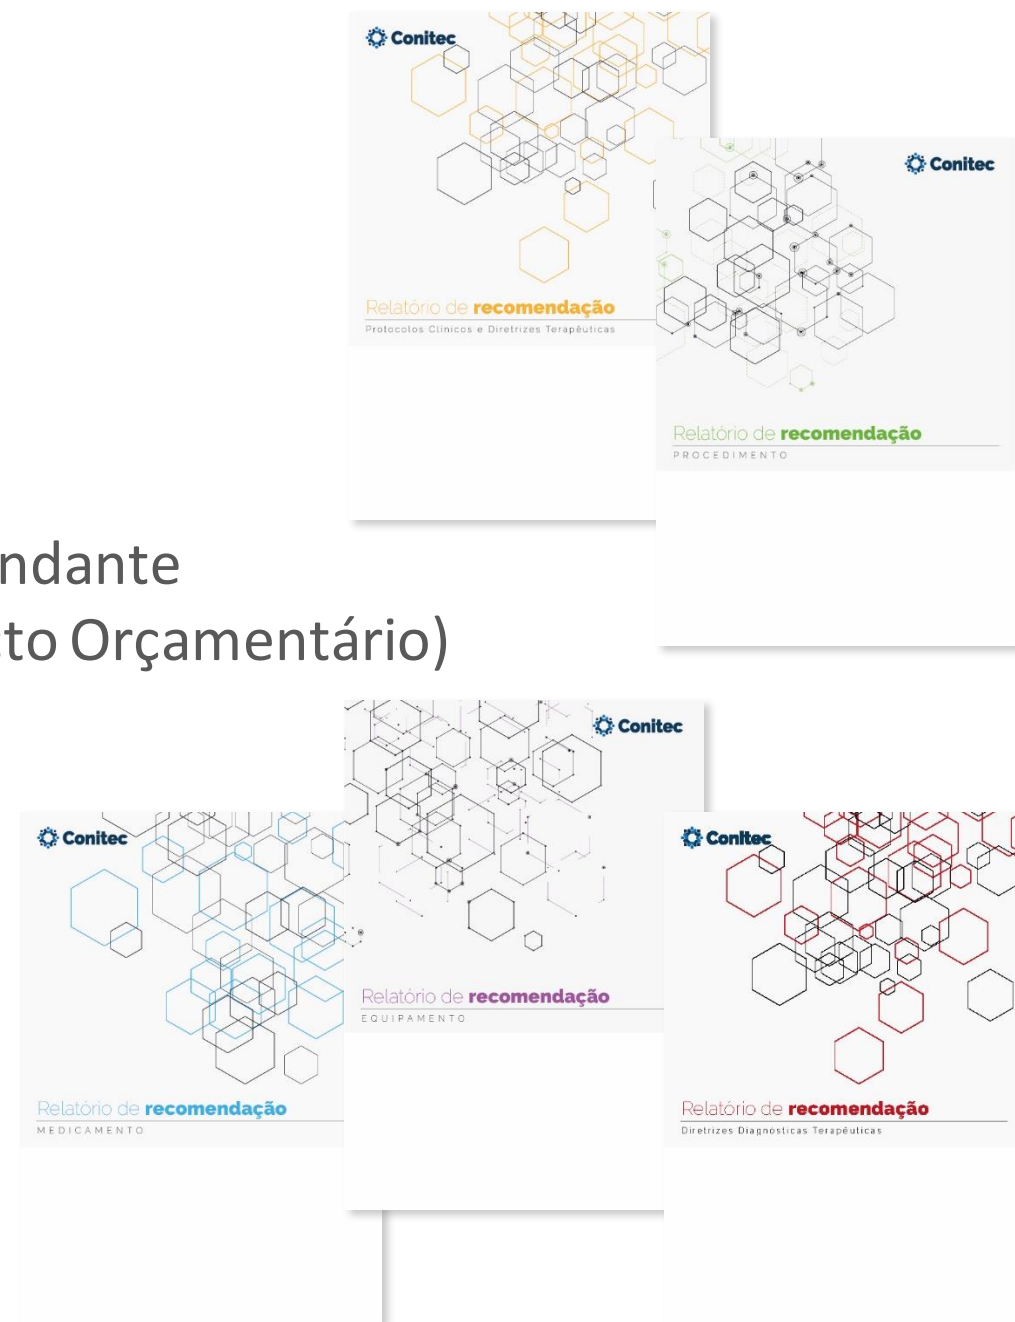 Conitec
Relatório de recomendação
Protocolos Clínicos e Diretrizes Terapêuticas
Conitec
Relatório de recomendação
PROCEDIMENTO
ndante
cto Orçamentário)
Conitec
Relatório de recomendação
EQUIPAMENTO
Conitec
Relatório de recomendação
MEDICAMENTO
Conitec
Relatório de recomendação
Diretrizes Diagnósticas Terapêuticas